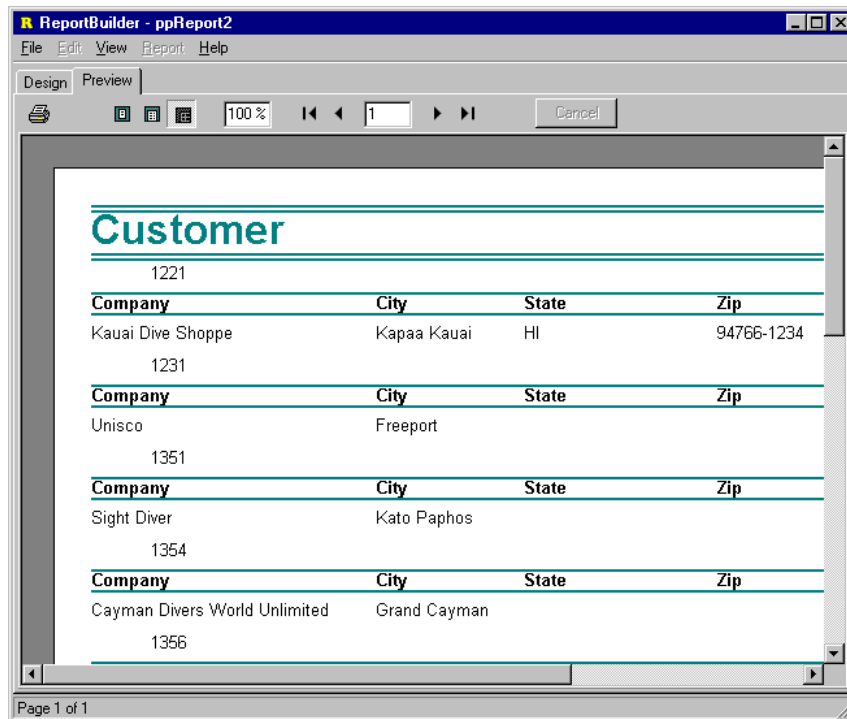 R ReportBuilder - ppReport2
File Edit View Report Help
Design Preview
100 % 1 Cancel
Customer
1221
Company City State Zip
Kauai Dive Shoppe Kapaa Kauai HI 94766-1234
1231
Company City State Zip
Unisco Freeport
1351
Company City State Zip
Sight Diver Kato Paphos
1354
Company City State Zip
Cayman Divers World Unlimited Grand Cayman
1356
Page 1 of 1